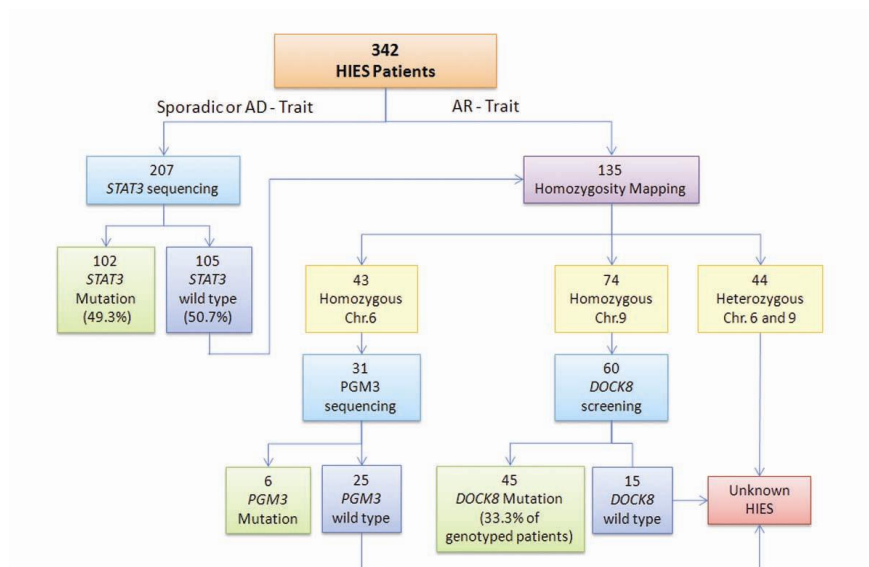 342
HIES Patients
Sporadic or AD - Trait
AR - Trait
207
STAT3 sequencing
135
Homozygosity Mapping
102
STAT3
Mutation
(49.3%)
105
STAT3
wild type
(50.7%)
43
Homozygous
Chr.6
74
Homozygous
Chr.9
44
Heterozygous
Chr. 6 and 9
31
PGM3
sequencing
60
DOCK8
screening
6
PGM3
Mutation
25
PGM3
wild type
45
DOCK8 Mutation
(33.3% of
genotyped patients)
15
DOCK8
wild type
Unknown
HIES